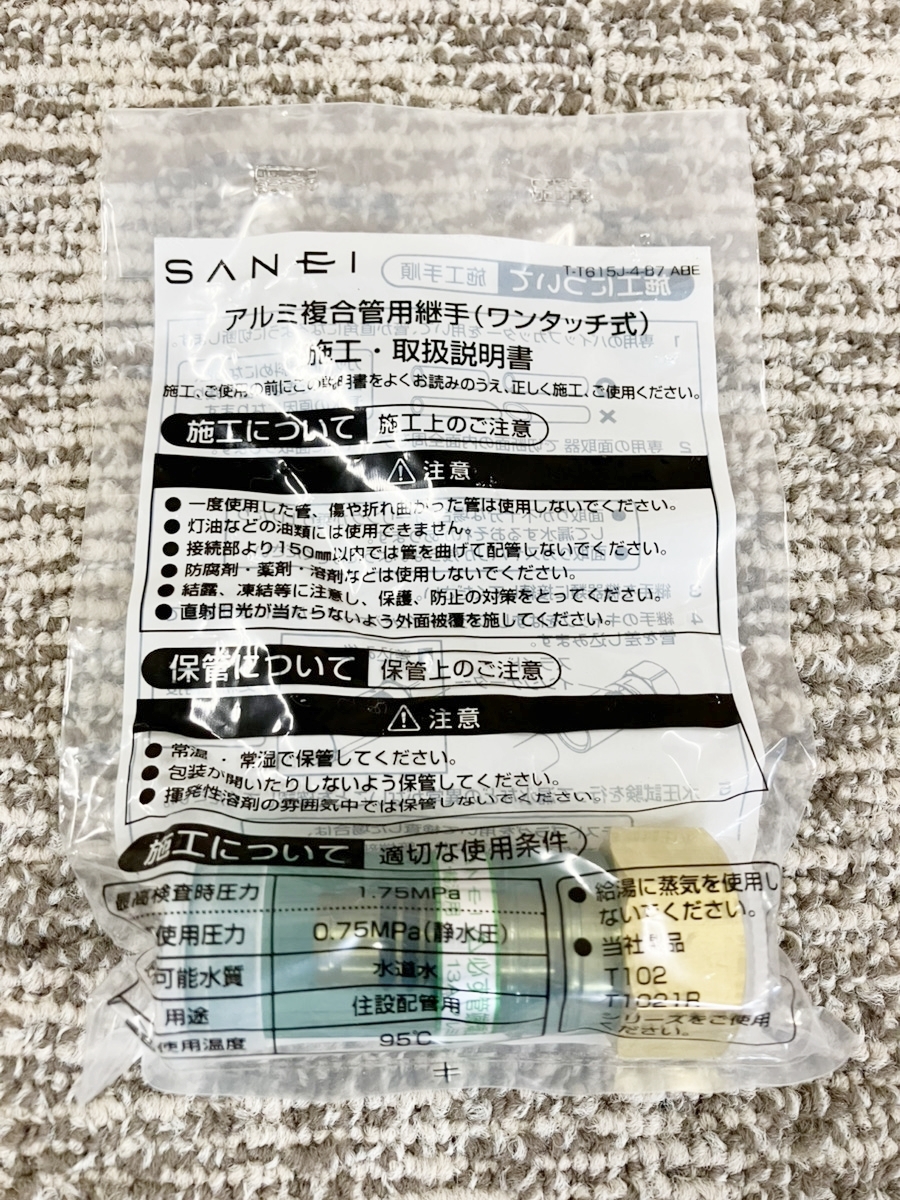 SANEI
T-T615J-4-B7 ABE
アルミ複合管用継手(ワンタッチ式)
施工・取扱説明書
施工、ご使用の前にこの説明書をよくお読みのうえ、正しく施工、ご使用ください。
施工について 施工上のご注意
⚠注意
● 一度使用した管、傷や折れ曲がった管は使用しないでください。
● 灯油などの油類には使用できません。
● 接続部より150mm以内では管を曲げて配管しないでください。
● 防腐剤・薬剤・溶剤などは使用しないでください。
● 結露、凍結等に注意し、保護、防止の対策をとってください。
● 直射日光が当たらないよう外面被覆を施してください。
保管について 保管上のご注意
⚠注意
● 常温・常湿で保管してください。
● 包装が開いたりしないよう保管してください。
● 揮発性溶剤の雰囲気中では保管しないでください。
施工について 適切な使用条件
最高検査時圧力 1.75MPa
使用圧力 0.75MPa(静水圧)
可能水質 水道水
用途 住設配管用
使用温度 95℃
● 給湯に蒸気を使用し
ないでください。
● 当社
T102
T1021R
リーズをご使用
ください。